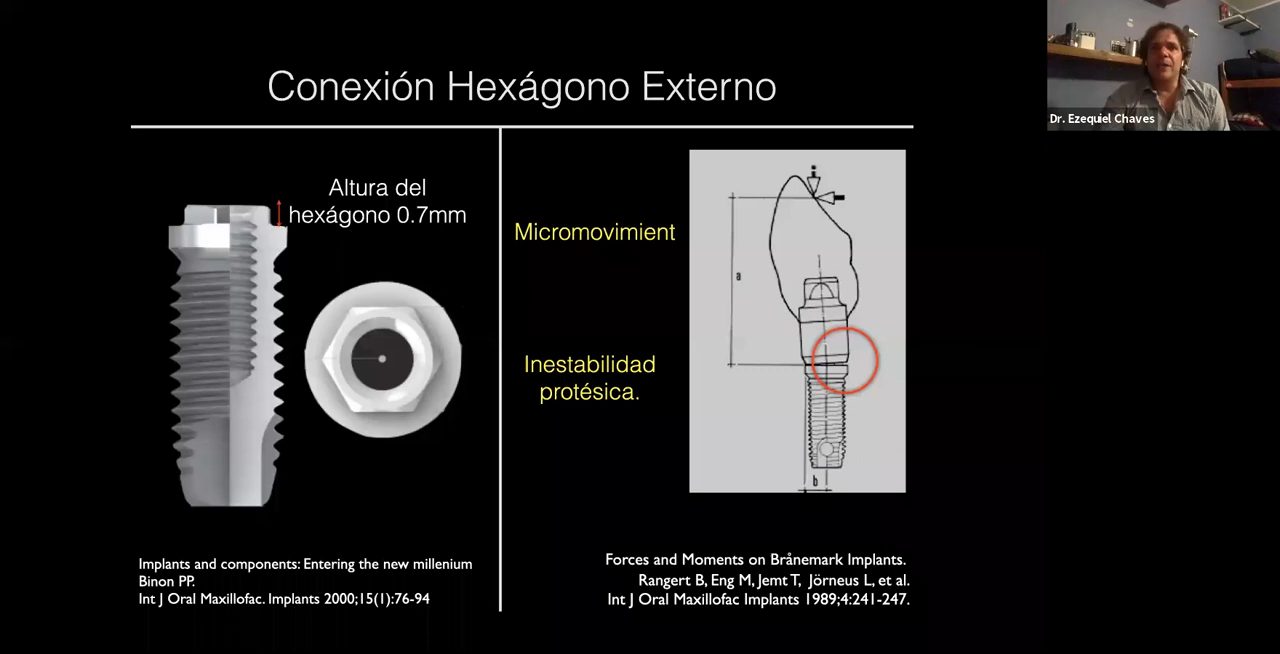 Conexión Hexágono Externo
Dr. Ezequiel Chaves
Altura del
hexágono 0.7mm
Micromovimient
Inestabilidad
protésica.
a
b
Implants and components: Entering the new millenium
Binon PP.
Int J Oral Maxillofac. Implants 2000;15(1):76-94
Forces and Moments on Brånemark Implants.
Rangert B, Eng M, Jemt T, Jörneus L, et al.
Int J Oral Maxillofac Implants 1989;4:241-247.